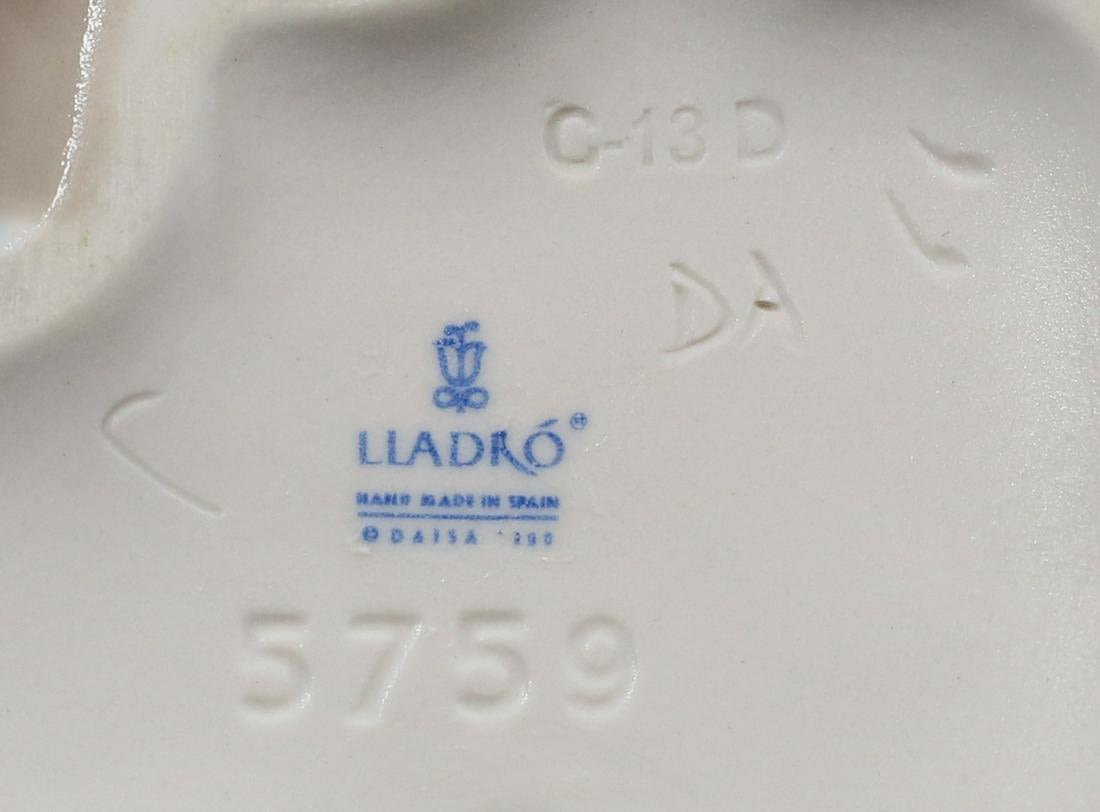 C-13 D
DA
LLADRÓ®
HAND MADE IN SPAIN
© DAISA
5759